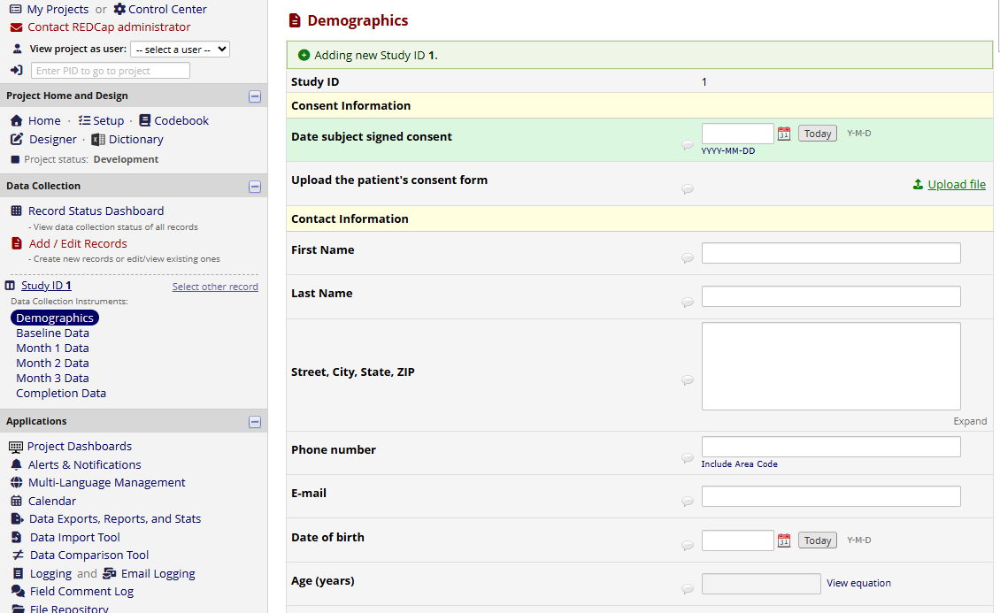 My Projects or Control Center
Contact REDCap administrator
View project as user: -- select a user --
Enter PID to go to project
Project Home and Design
Home · Setup · Codebook
Designer · Dictionary
Project status: Development
Data Collection
Record Status Dashboard
- View data collection status of all records
Add / Edit Records
- Create new records or edit/view existing ones
Study ID 1 Select other record
Data Collection Instruments:
Demographics
Baseline Data
Month 1 Data
Month 2 Data
Month 3 Data
Completion Data
Applications
Project Dashboards
Alerts & Notifications
Multi-Language Management
Calendar
Data Exports, Reports, and Stats
Data Import Tool
Data Comparison Tool
Logging and Email Logging
Field Comment Log
File Repository
Demographics
Adding new Study ID 1.
Study ID 1
Consent Information
Date subject signed consent 31 Today Y-M-D
YYYY-MM-DD
Upload the patient's consent form Upload file
Contact Information
First Name
Last Name
Street, City, State, ZIP
Expand
Phone number
Include Area Code
E-mail
Date of birth 31 Today Y-M-D
Age (years) View equation